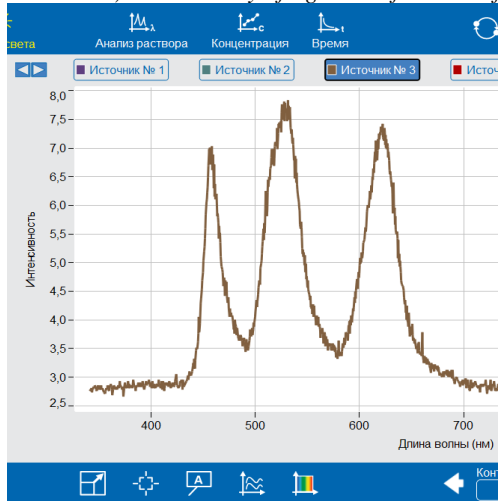 λ c t
света Анализ раствора Концентрация Время
Источник № 1 Источник № 2 Источник № 3
8,0
7,5
7,0
6,5
6,0
5,5
5,0
4,5
4,0
3,5
3,0
2,5
Интенсивность
400 500 600 700
Длина волны (нм)
A